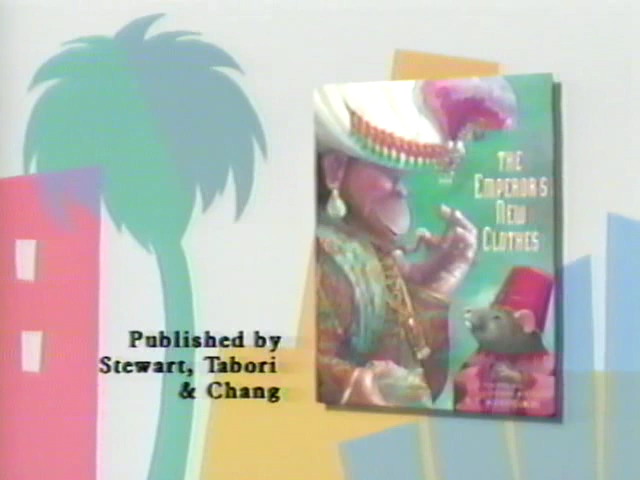 THE
EMPEROR'S
NEW
CLOTHES
Published by
Stewart, Tabori
& Chang